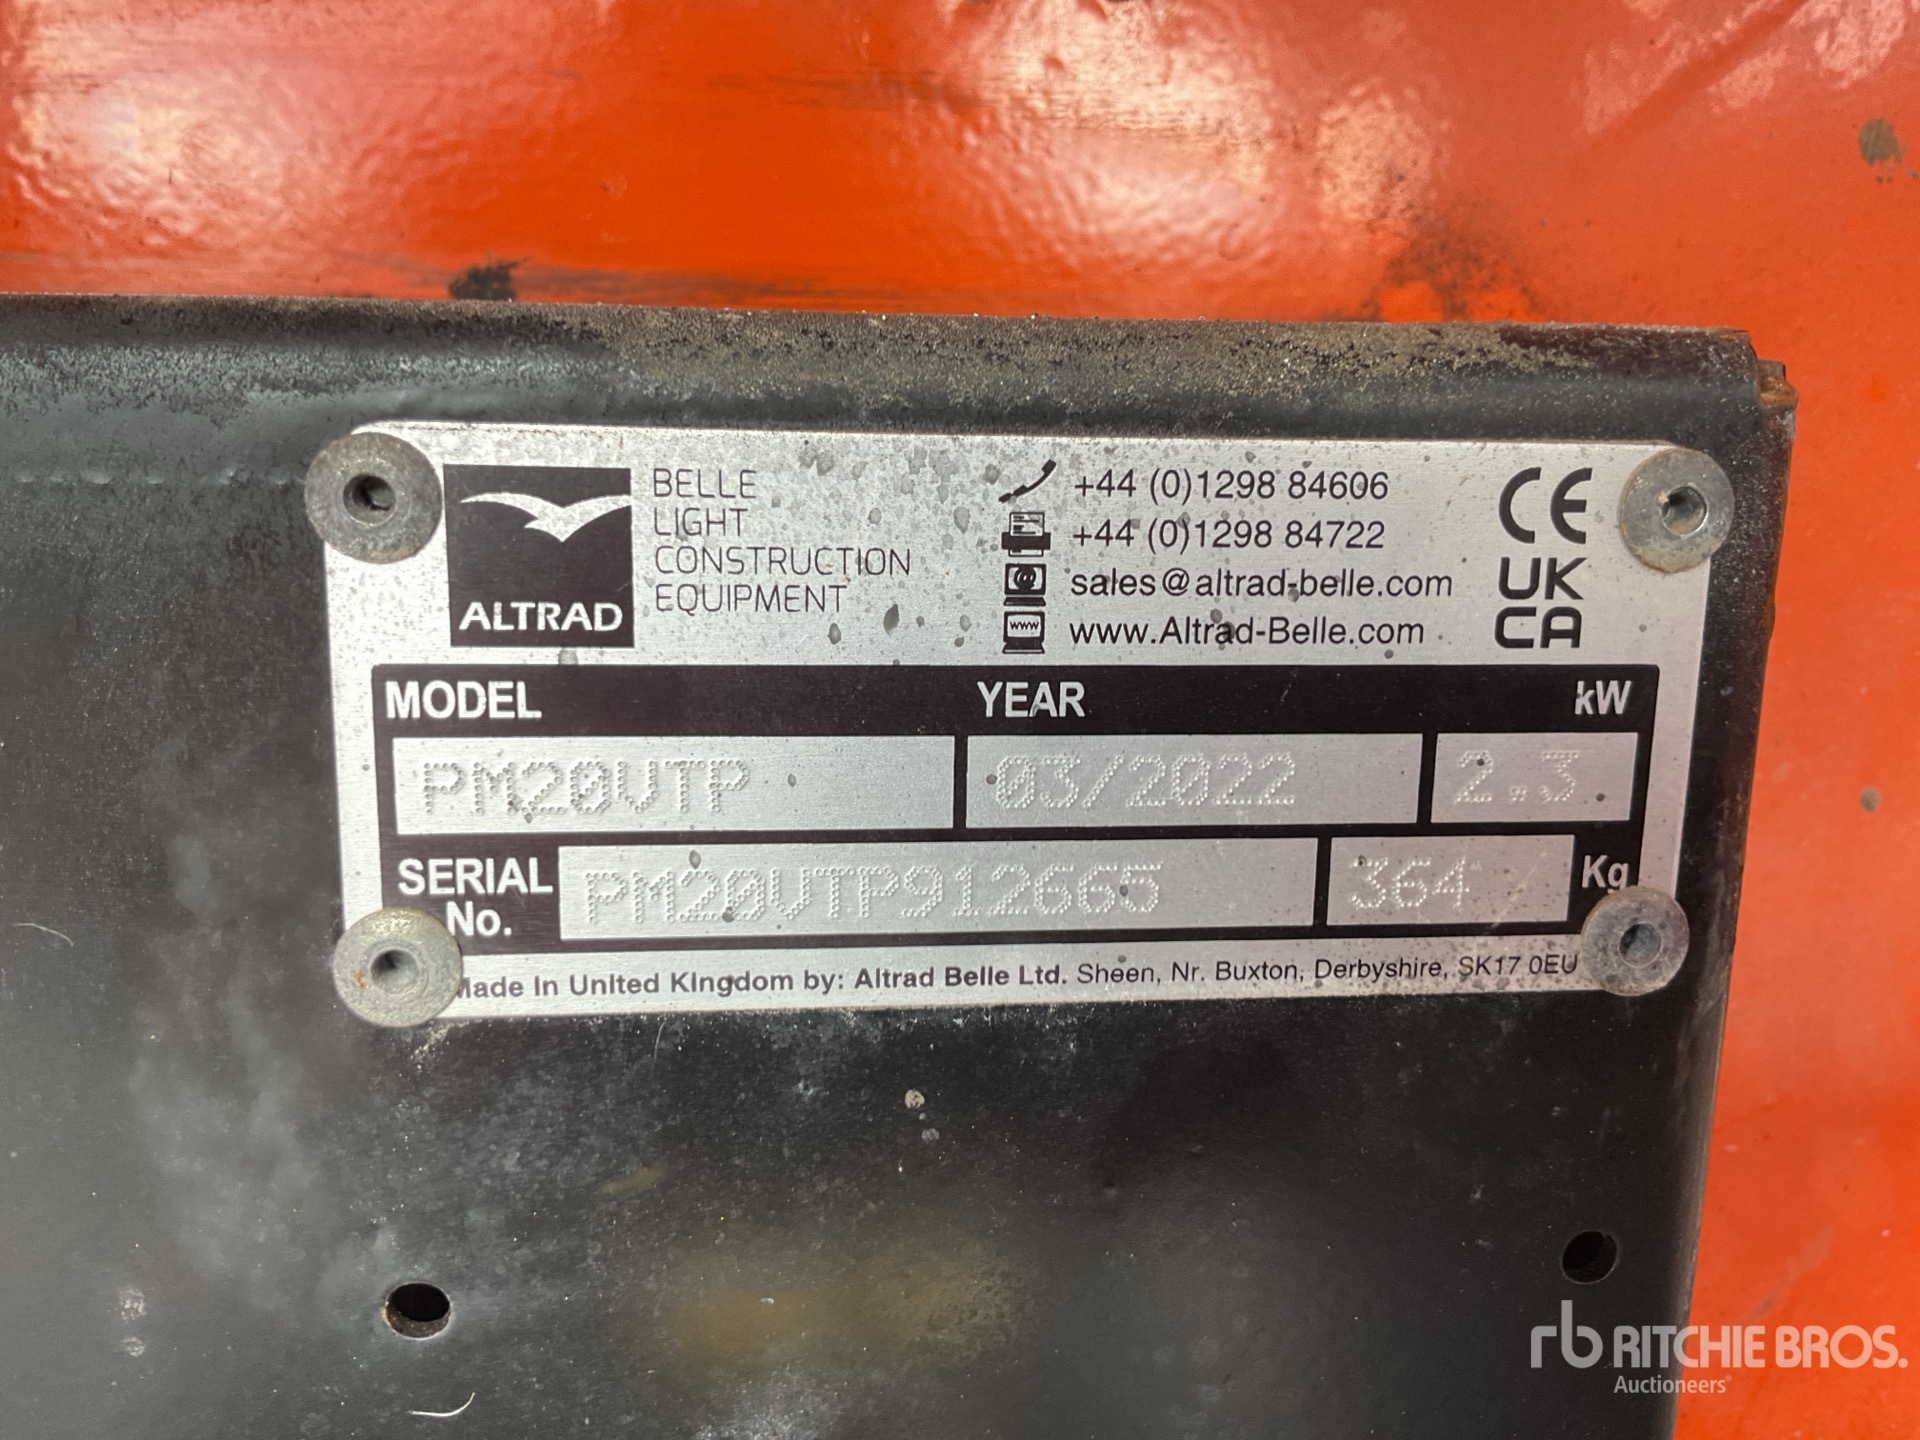 ALTRAD
BELLE
LIGHT
CONSTRUCTION
EQUIPMENT
+44 (0)1298 84606
+44 (0)1298 84722
sales@altrad-belle.com
www
www.Altrad-Belle.com
CE
UK
CA
MODEL YEAR kW
PM20VTP 03/2022 2.3
SERIAL No. PM20VTP912665 364 Kg
Made In United Kingdom by: Altrad Belle Ltd. Sheen, Nr. Buxton, Derbyshire, SK17 0EU
rb RITCHIE BROS.
Auctioneers